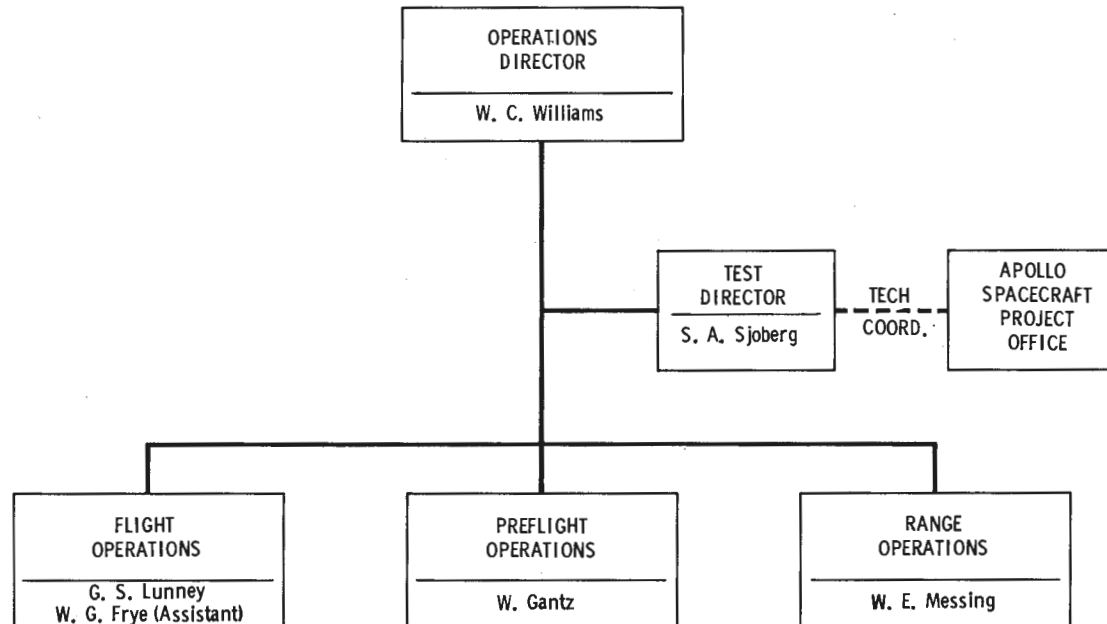 OPERATIONS
DIRECTOR
W. C. Williams
TEST
DIRECTOR
S. A. Sjoberg
TECH
COORD.
APOLLO
SPACECRAFT
PROJECT
OFFICE
FLIGHT
OPERATIONS
G. S. Lunney
W. G. Frye (Assistant)
PREFLIGHT
OPERATIONS
W. Gantz
RANGE
OPERATIONS
W. E. Messing